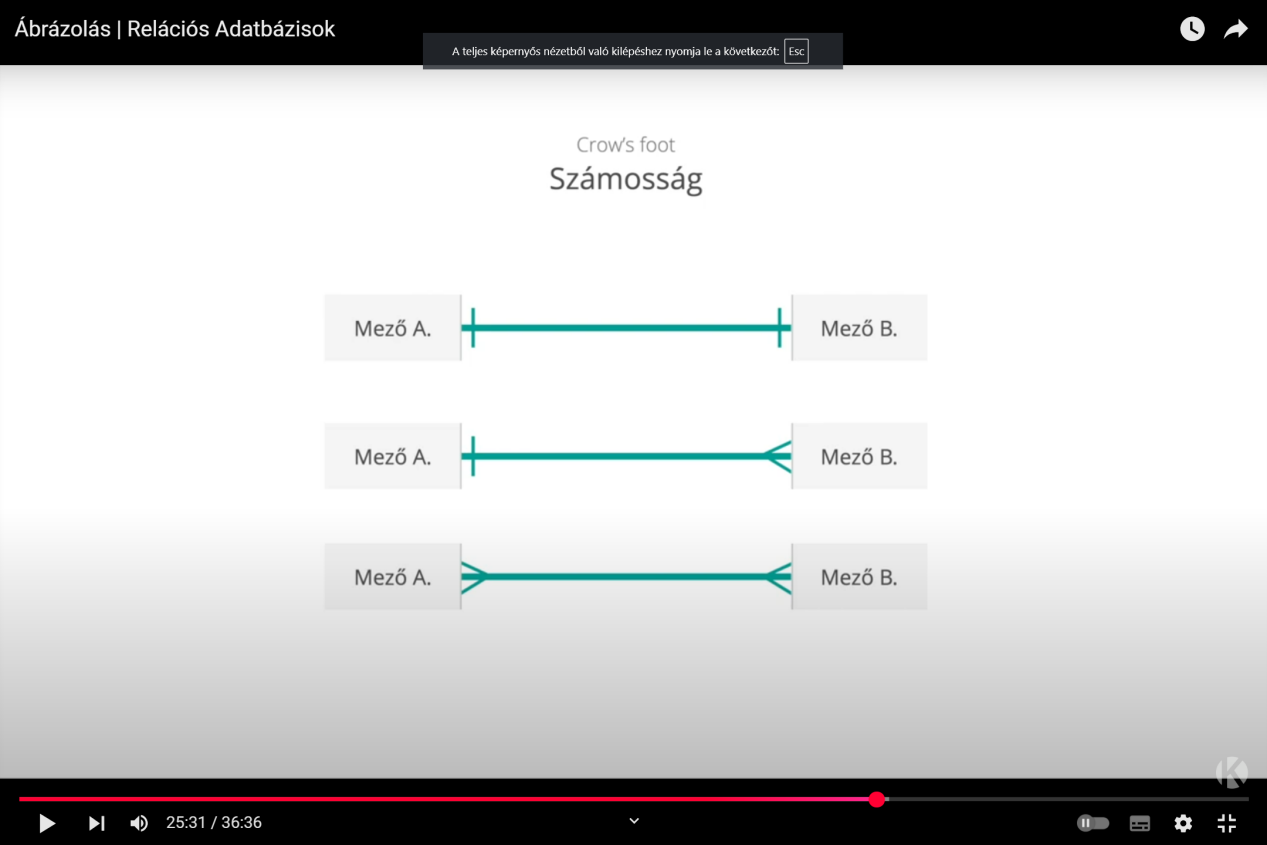 Ábrázolás | Relációs Adatbázisok
A teljes képernyős nézetből való kilépéshez nyomja le a következőt: Esc
Crow's foot
Számosság
Mező A. Mező B.
Mező A. Mező B.
Mező A. Mező B.
K
25:31 / 36:36